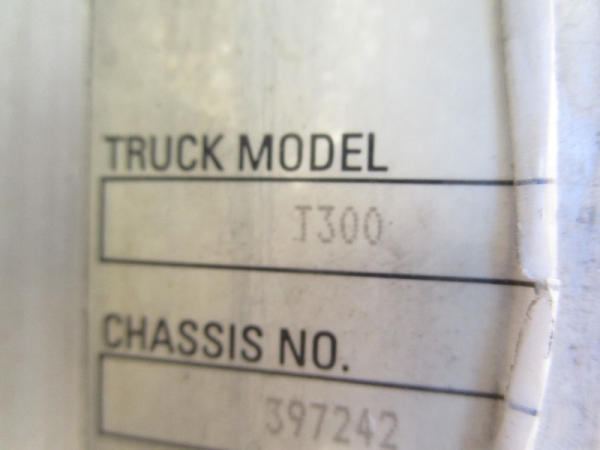 TRUCK MODEL
T300
CHASSIS NO.
397242